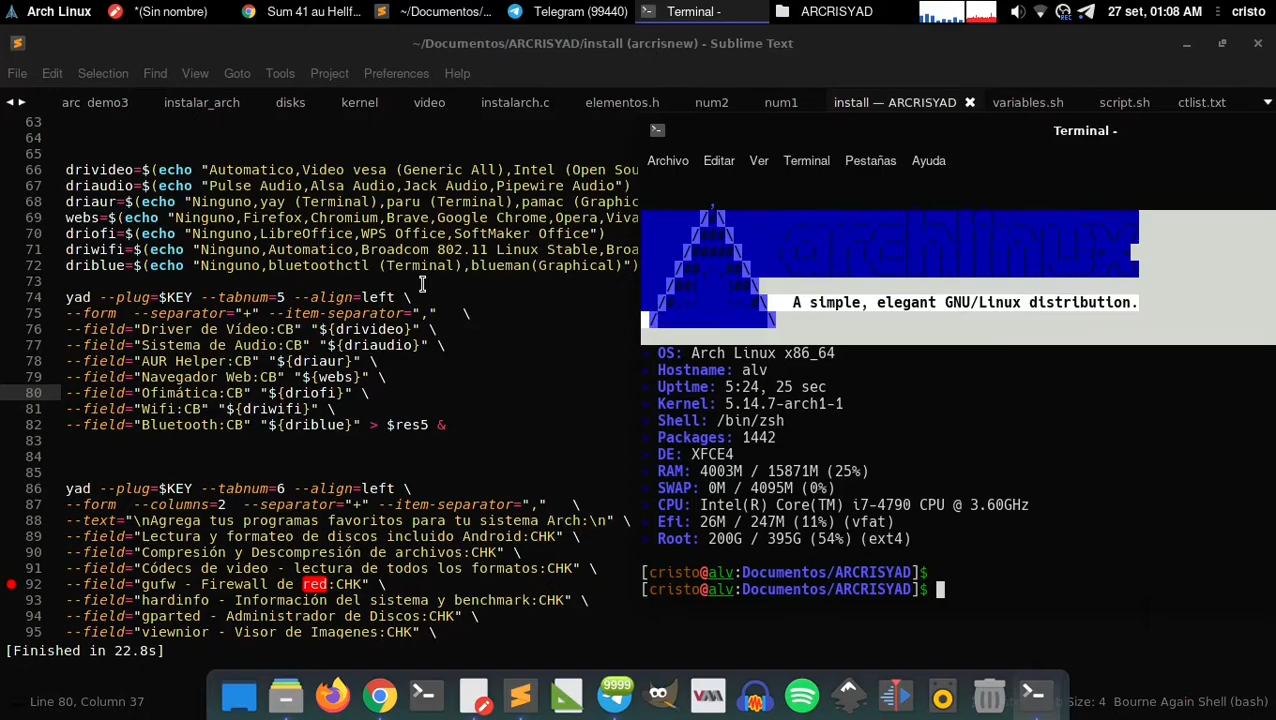 Arch Linux
*(Sin nombre)
Sum 41 au Hellf...
~/Documentos/...
Telegram (99440)
Terminal -
ARCRISYAD
REC
27 set, 01:08 AM
cristo
~/Documentos/ARCRISYAD/install (arcrisnew) - Sublime Text
File Edit Selection Find View Goto Tools Project Preferences Help
arc demo3 instalar_arch disks kernel video instalarch.c elementos.h num2 num1 install — ARCRISYAD variables.sh script.sh ctlist.txt
63
64
65
66 drivideo=$(echo "Automatico,Video vesa (Generic All),Intel (Open Sou
67 driaudio=$(echo "Pulse Audio,Alsa Audio,Jack Audio,Pipewire Audio")
68 driaur=$(echo "Ninguno,yay (Terminal),paru (Terminal),pamac (Graphic
69 webs=$(echo "Ninguno,Firefox,Chromium,Brave,Google Chrome,Opera,Viva
70 driofi=$(echo "Ninguno,LibreOffice,WPS Office,SoftMaker Office")
71 driwifi=$(echo "Ninguno,Automatico,Broadcom 802.11 Linux Stable,Broa
72 driblue=$(echo "Ninguno,bluetoothctl (Terminal),blueman(Graphical)")
73
74 yad --plug=$KEY --tabnum=5 --align=left \
75 --form  --separator="+" --item-separator=","   \
76 --field="Driver de Vídeo:CB" "${drivideo}" \
77 --field="Sistema de Audio:CB" "${driaudio}" \
78 --field="AUR Helper:CB" "${driaur}" \
79 --field="Navegador Web:CB" "${webs}" \
80 --field="Ofimática:CB" "${driofi}" \
81 --field="Wifi:CB" "${driwifi}" \
82 --field="Bluetooth:CB" "${driblue}" > $res5 &
83
84
85
86 yad --plug=$KEY --tabnum=6 --align=left \
87 --form --columns=2  --separator="+" --item-separator=","   \
88 --text="\nAgrega tus programas favoritos para tu sistema Arch:\n" \
89 --field="Lectura y formateo de discos incluido Android:CHK" \
90 --field="Compresión y Descompresión de archivos:CHK" \
91 --field="Códecs de video - lectura de todos los formatos:CHK" \
92 --field="gufw - Firewall de red:CHK" \
93 --field="hardinfo - Información del sistema y benchmark:CHK" \
94 --field="gparted - Administrador de Discos:CHK" \
95 --field="viewnior - Visor de Imagenes:CHK" \
[Finished in 22.8s]
Terminal -
Archivo Editar Ver Terminal Pestañas Ayuda
archlinux
A simple, elegant GNU/Linux distribution.
OS: Arch Linux x86_64
Hostname: alv
Uptime: 5:24, 25 sec
Kernel: 5.14.7-arch1-1
Shell: /bin/zsh
Packages: 1442
DE: XFCE4
RAM: 4003M / 15871M (25%)
SWAP: 0M / 4095M (0%)
CPU: Intel(R) Core(TM) i7-4790 CPU @ 3.60GHz
Efi: 26M / 247M (11%) (vfat)
Root: 200G / 395G (54%) (ext4)
[cristo@alv:Documentos/ARCRISYAD]$
[cristo@alv:Documentos/ARCRISYAD]$
9999
Line 80, Column 37
Size: 4
Bourne Again Shell (bash)